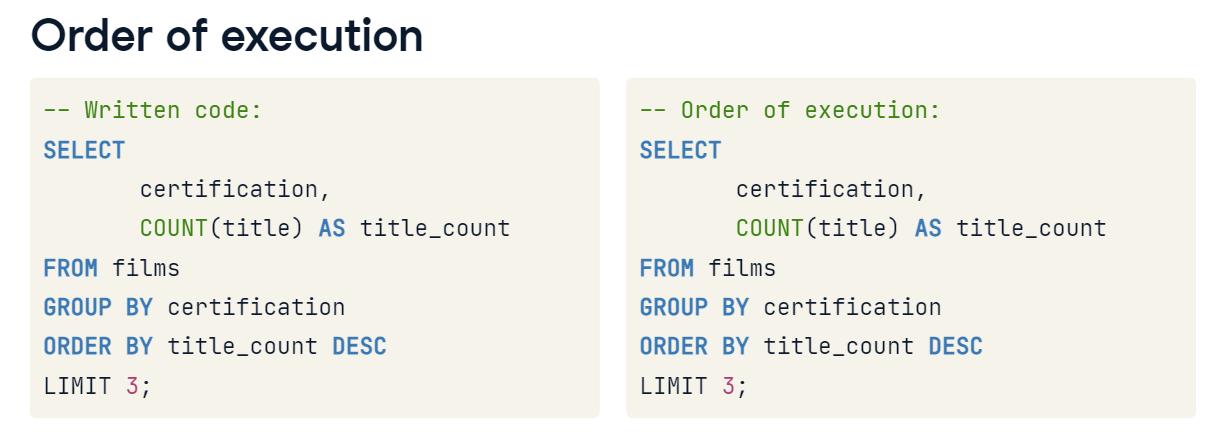 Order of execution
-- Written code:
SELECT
certification,
COUNT(title) AS title_count
FROM films
GROUP BY certification
ORDER BY title_count DESC
LIMIT 3;
-- Order of execution:
SELECT
certification,
COUNT(title) AS title_count
FROM films
GROUP BY certification
ORDER BY title_count DESC
LIMIT 3;